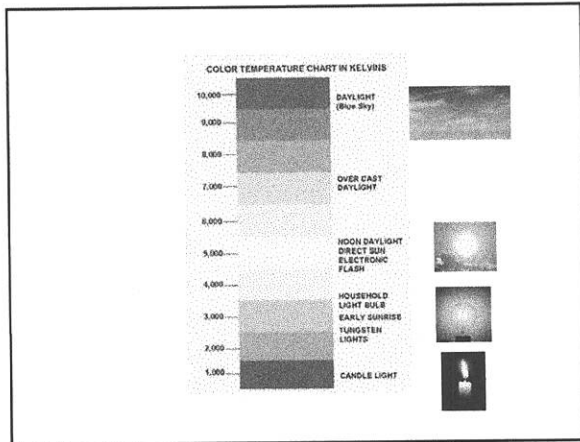 COLOR TEMPERATURE CHART IN KELVINS
10,000
DAYLIGHT
(Blue Sky)
9,000
8,000
7,000
OVER CAST
DAYLIGHT
6,000
5,000
NOON DAYLIGHT
DIRECT SUN
ELECTRONIC
FLASH
4,000
HOUSEHOLD
LIGHT BULB
3,000
EARLY SUNRISE
TUNGSTEN
LIGHTS
2,000
1,000
CANDLE LIGHT